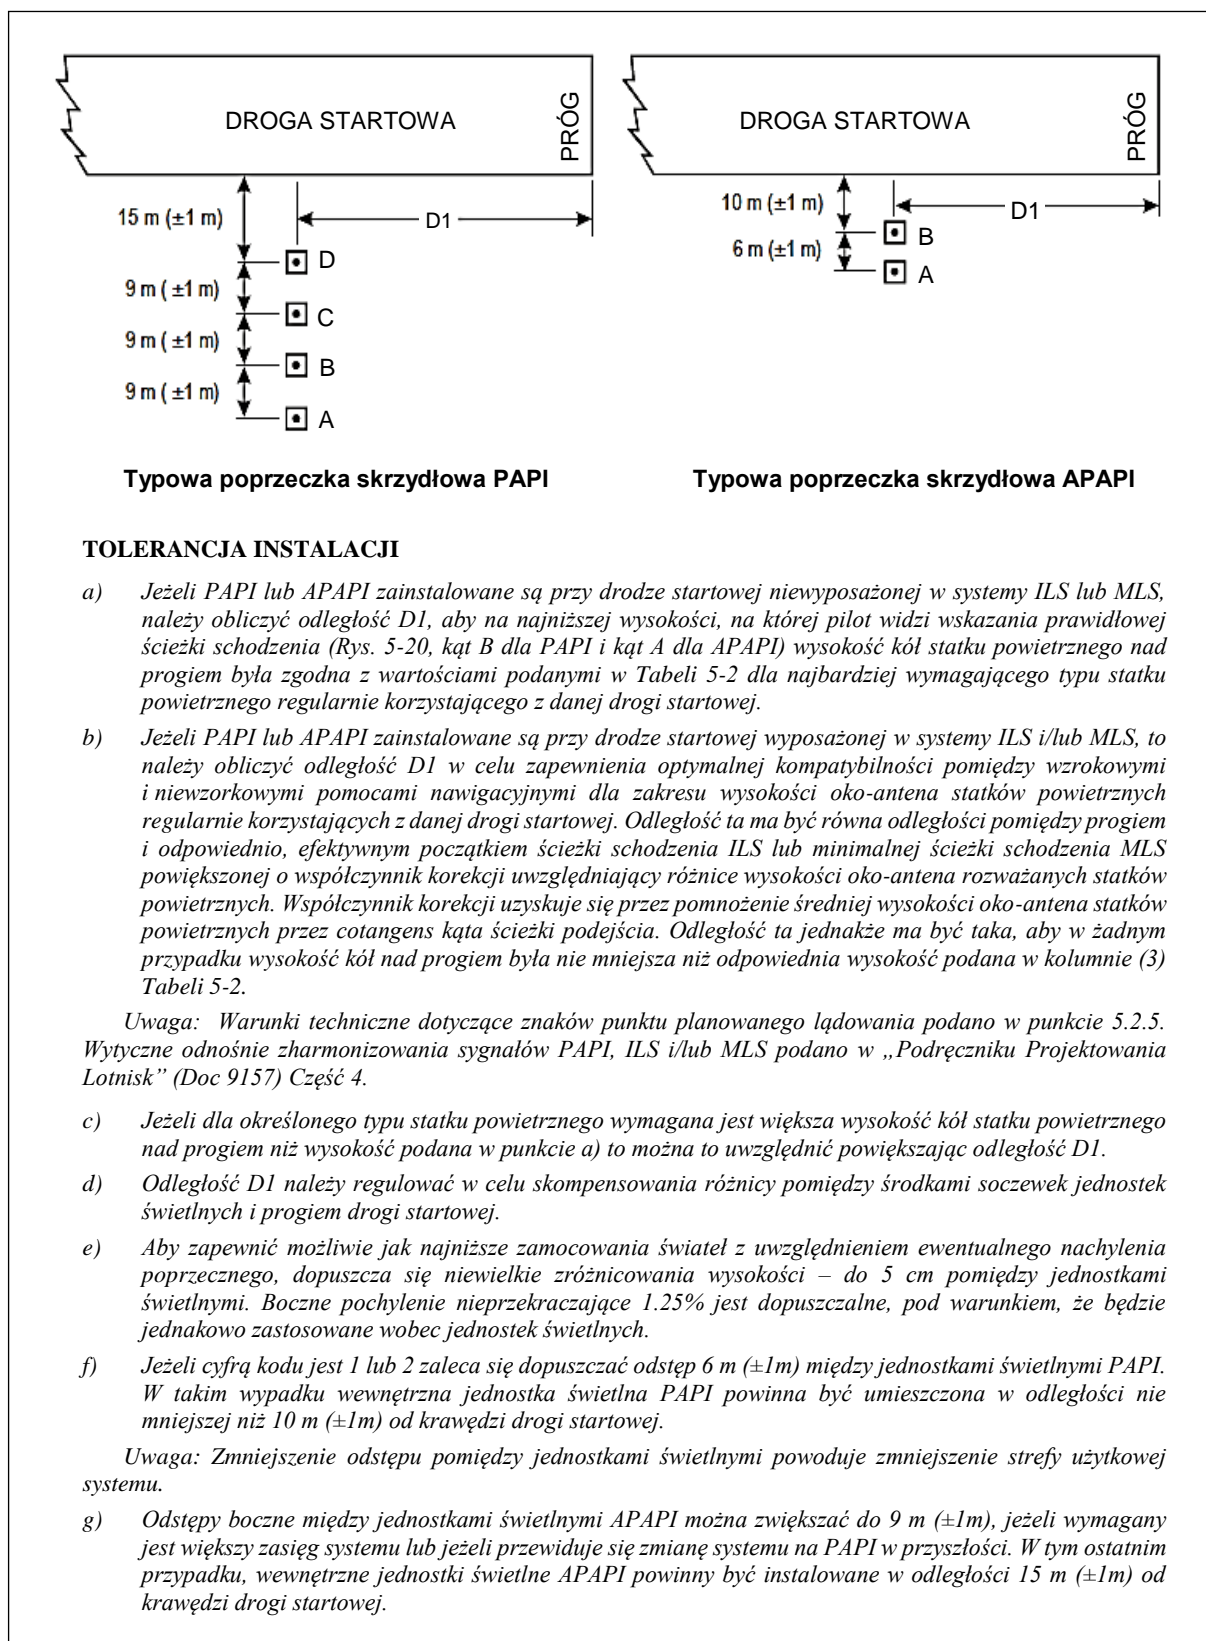 DROGA STARTOWA
PRÓG
15 m (±1 m)
D1
D
9 m ( ±1 m)
C
9 m ( ±1 m)
B
9 m ( ±1 m)
A
Typowa poprzeczka skrzydłowa PAPI
DROGA STARTOWA
PRÓG
10 m (±1 m)
D1
B
6 m (±1 m)
A
Typowa poprzeczka skrzydłowa APAPI
TOLERANCJA INSTALACJI
a) Jeżeli PAPI lub APAPI zainstalowane są przy drodze startowej niewyposażonej w systemy ILS lub MLS,
należy obliczyć odległość D1, aby na najniższej wysokości, na której pilot widzi wskazania prawidłowej
ścieżki schodzenia (Rys. 5-20, kąt B dla PAPI i kąt A dla APAPI) wysokość kół statku powietrznego nad
progiem była zgodna z wartościami podanymi w Tabeli 5-2 dla najbardziej wymagającego typu statku
powietrznego regularnie korzystającego z danej drogi startowej.
b) Jeżeli PAPI lub APAPI zainstalowane są przy drodze startowej wyposażonej w systemy ILS i/lub MLS, to
należy obliczyć odległość D1 w celu zapewnienia optymalnej kompatybilności pomiędzy wzrokowymi
i niewzorkowymi pomocami nawigacyjnymi dla zakresu wysokości oko-antena statków powietrznych
regularnie korzystających z danej drogi startowej. Odległość ta ma być równa odległości pomiędzy progiem
i odpowiednio, efektywnym początkiem ścieżki schodzenia ILS lub minimalnej ścieżki schodzenia MLS
powiększonej o współczynnik korekcji uwzględniający różnice wysokości oko-antena rozważanych statków
powietrznych. Współczynnik korekcji uzyskuje się przez pomnożenie średniej wysokości oko-antena statków
powietrznych przez cotangens kąta ścieżki podejścia. Odległość ta jednakże ma być taka, aby w żadnym
przypadku wysokość kół nad progiem była nie mniejsza niż odpowiednia wysokość podana w kolumnie (3)
Tabeli 5-2.
Uwaga: Warunki techniczne dotyczące znaków punktu planowanego lądowania podano w punkcie 5.2.5.
Wytyczne odnośnie zharmonizowania sygnałów PAPI, ILS i/lub MLS podano w „Podręczniku Projektowania
Lotnisk” (Doc 9157) Część 4.
c) Jeżeli dla określonego typu statku powietrznego wymagana jest większa wysokość kół statku powietrznego
nad progiem niż wysokość podana w punkcie a) to można to uwzględnić powiększając odległość D1.
d) Odległość D1 należy regulować w celu skompensowania różnicy pomiędzy środkami soczewek jednostek
świetlnych i progiem drogi startowej.
e) Aby zapewnić możliwie jak najniższe zamocowania świateł z uwzględnieniem ewentualnego nachylenia
poprzecznego, dopuszcza się niewielkie zróżnicowania wysokości – do 5 cm pomiędzy jednostkami
świetlnymi. Boczne pochylenie nieprzekraczające 1.25% jest dopuszczalne, pod warunkiem, że będzie
jednakowo zastosowane wobec jednostek świetlnych.
f) Jeżeli cyfrą kodu jest 1 lub 2 zaleca się dopuszczać odstęp 6 m (±1m) między jednostkami świetlnymi PAPI.
W takim wypadku wewnętrzna jednostka świetlna PAPI powinna być umieszczona w odległości nie
mniejszej niż 10 m (±1m) od krawędzi drogi startowej.
Uwaga: Zmniejszenie odstępu pomiędzy jednostkami świetlnymi powoduje zmniejszenie strefy użytkowej
systemu.
g) Odstępy boczne między jednostkami świetlnymi APAPI można zwiększać do 9 m (±1m), jeżeli wymagany
jest większy zasięg systemu lub jeżeli przewiduje się zmianę systemu na PAPI w przyszłości. W tym ostatnim
przypadku, wewnętrzne jednostki świetlne APAPI powinny być instalowane w odległości 15 m (±1m) od
krawędzi drogi startowej.